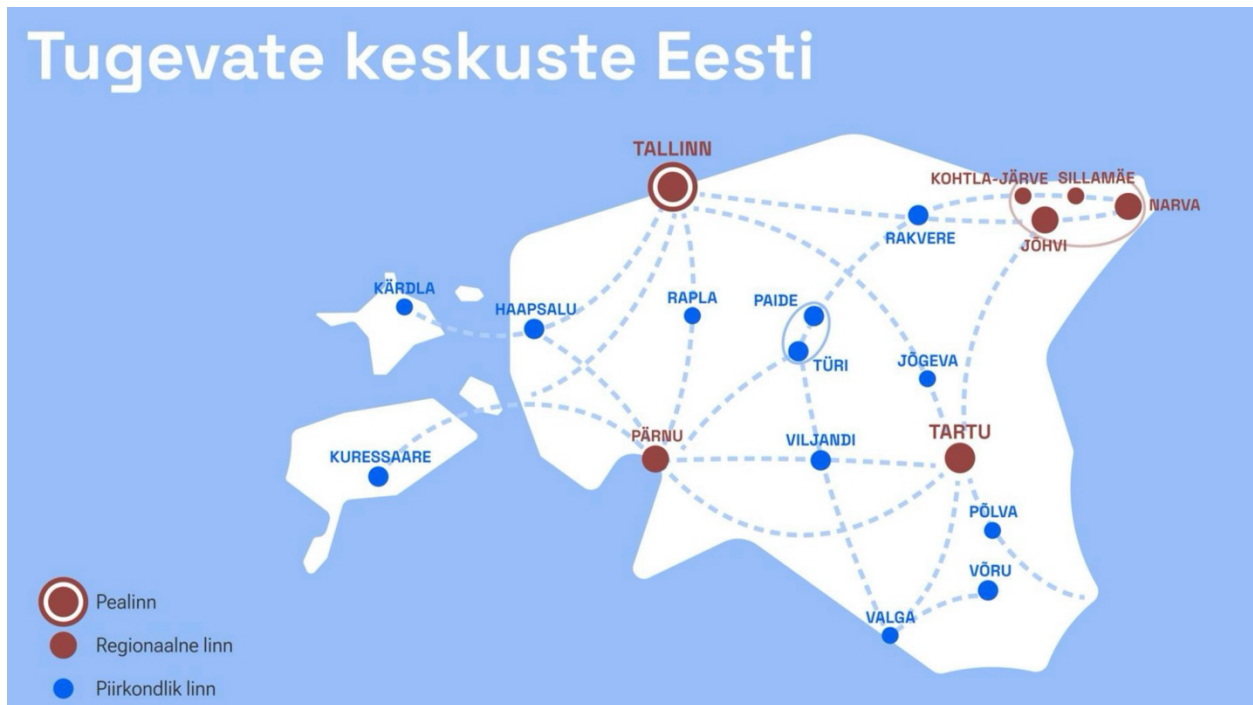 Tugevate keskuste Eesti
TALLINN
KOHTLA-JÄRVE SILLAMÄE
NARVA
RAKVERE
JÕHVI
KÄRDLA
HAAPSALU
RAPLA
PAIDE
TÜRI
JÕGEVA
PÄRNU
VILJANDI
TARTU
KURESSAARE
PÕLVA
VÕRU
VALGA
Pealinn
Regionaalne linn
Piirkondlik linn